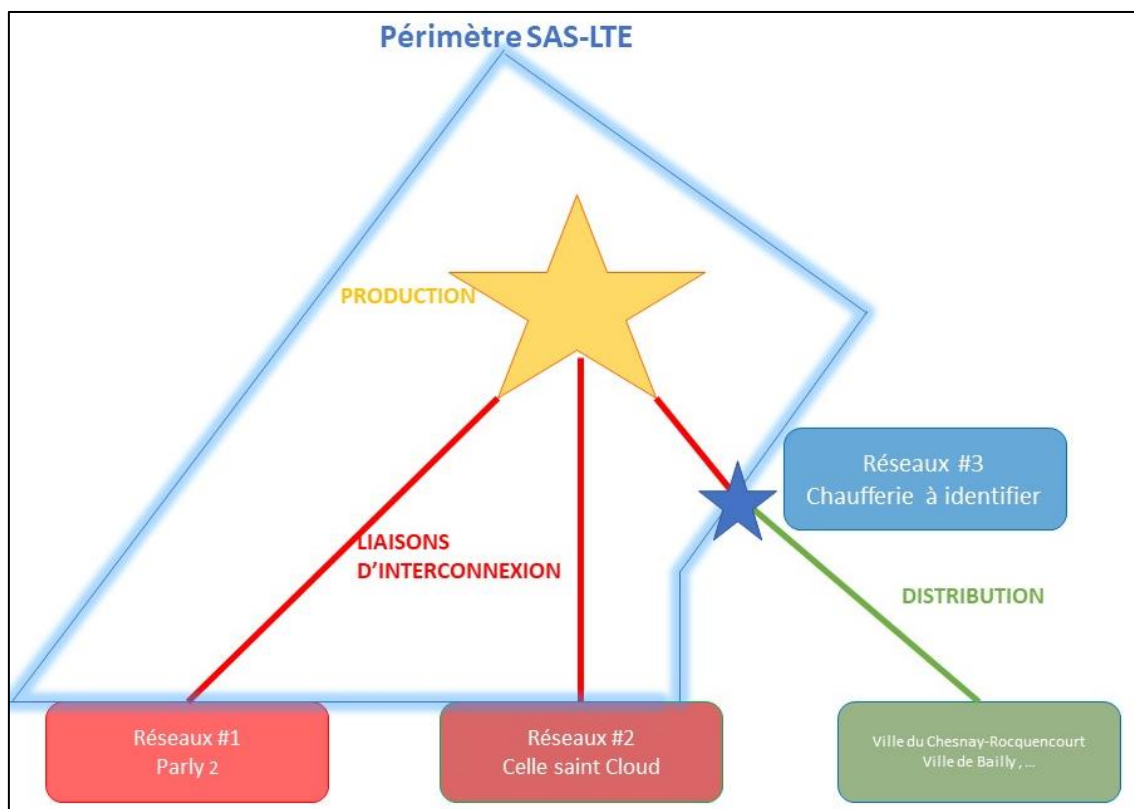 Périmètre SAS-LTE
PRODUCTION
Réseaux #3
Chaufferie à identifier
LIAISONS
D’INTERCONNEXION
DISTRIBUTION
Réseaux #1
Parly 2
Réseaux #2
Celle saint Cloud
Ville du Chesnay-Rocquencourt
Ville de Bailly , ...